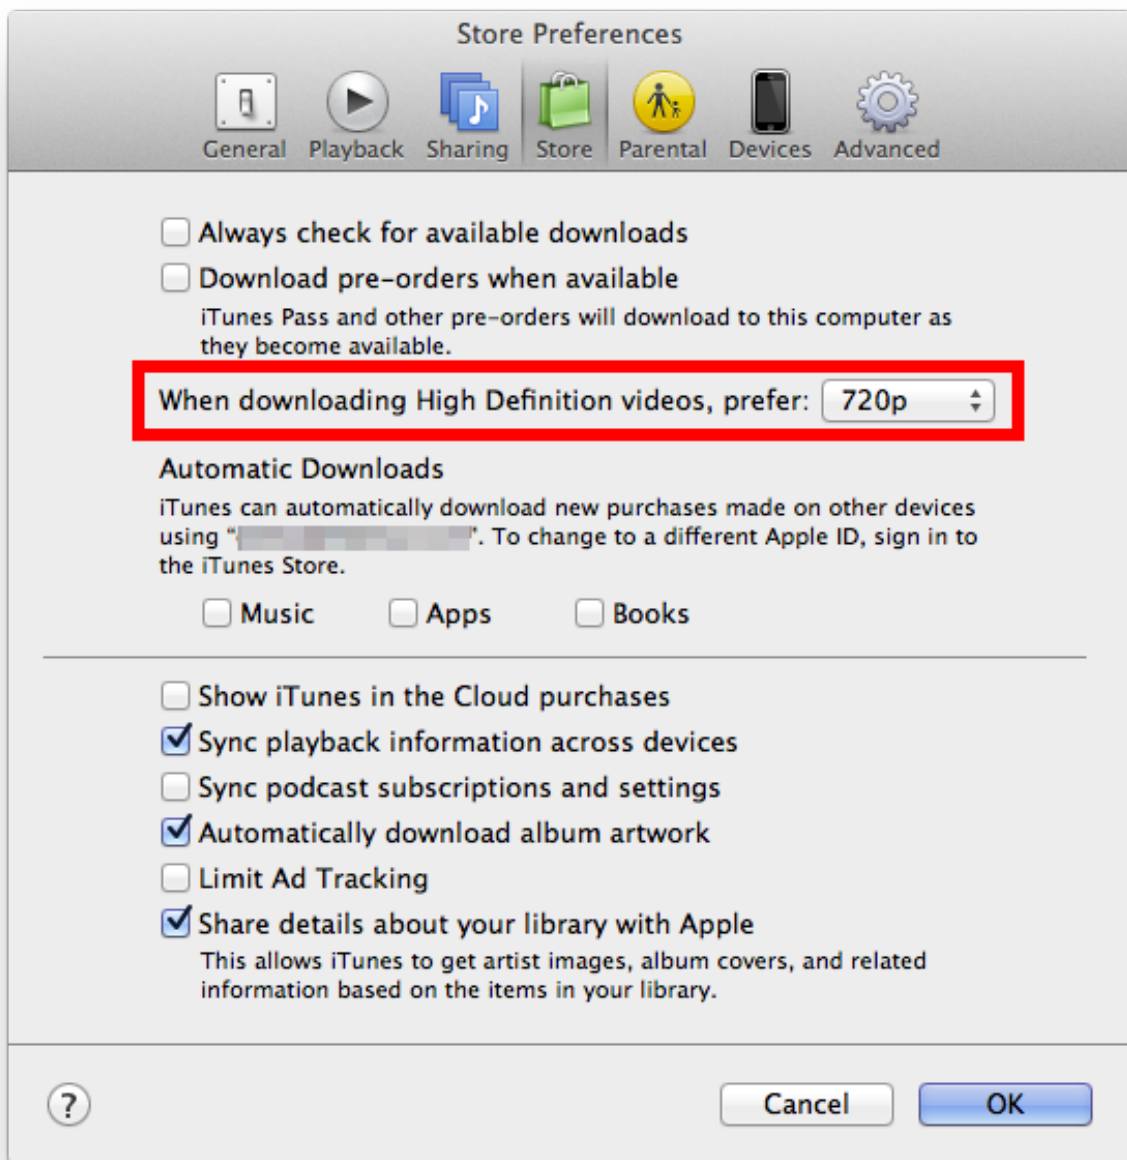 Store Preferences
General Playback Sharing Store Parental Devices Advanced
Always check for available downloads
Download pre-orders when available
iTunes Pass and other pre-orders will download to this computer as
they become available.
When downloading High Definition videos, prefer: 720p
Automatic Downloads
iTunes can automatically download new purchases made on other devices
using “ ”. To change to a different Apple ID, sign in to
the iTunes Store.
Music Apps Books
Show iTunes in the Cloud purchases
Sync playback information across devices
Sync podcast subscriptions and settings
Automatically download album artwork
Limit Ad Tracking
Share details about your library with Apple
This allows iTunes to get artist images, album covers, and related
information based on the items in your library.
? Cancel OK